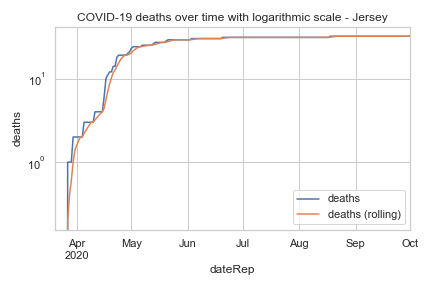 COVID-19 deaths over time with logarithmic scale - Jersey
deaths
10¹
10⁰
deaths
deaths (rolling)
Apr May Jun Jul Aug Sep Oct
2020
dateRep